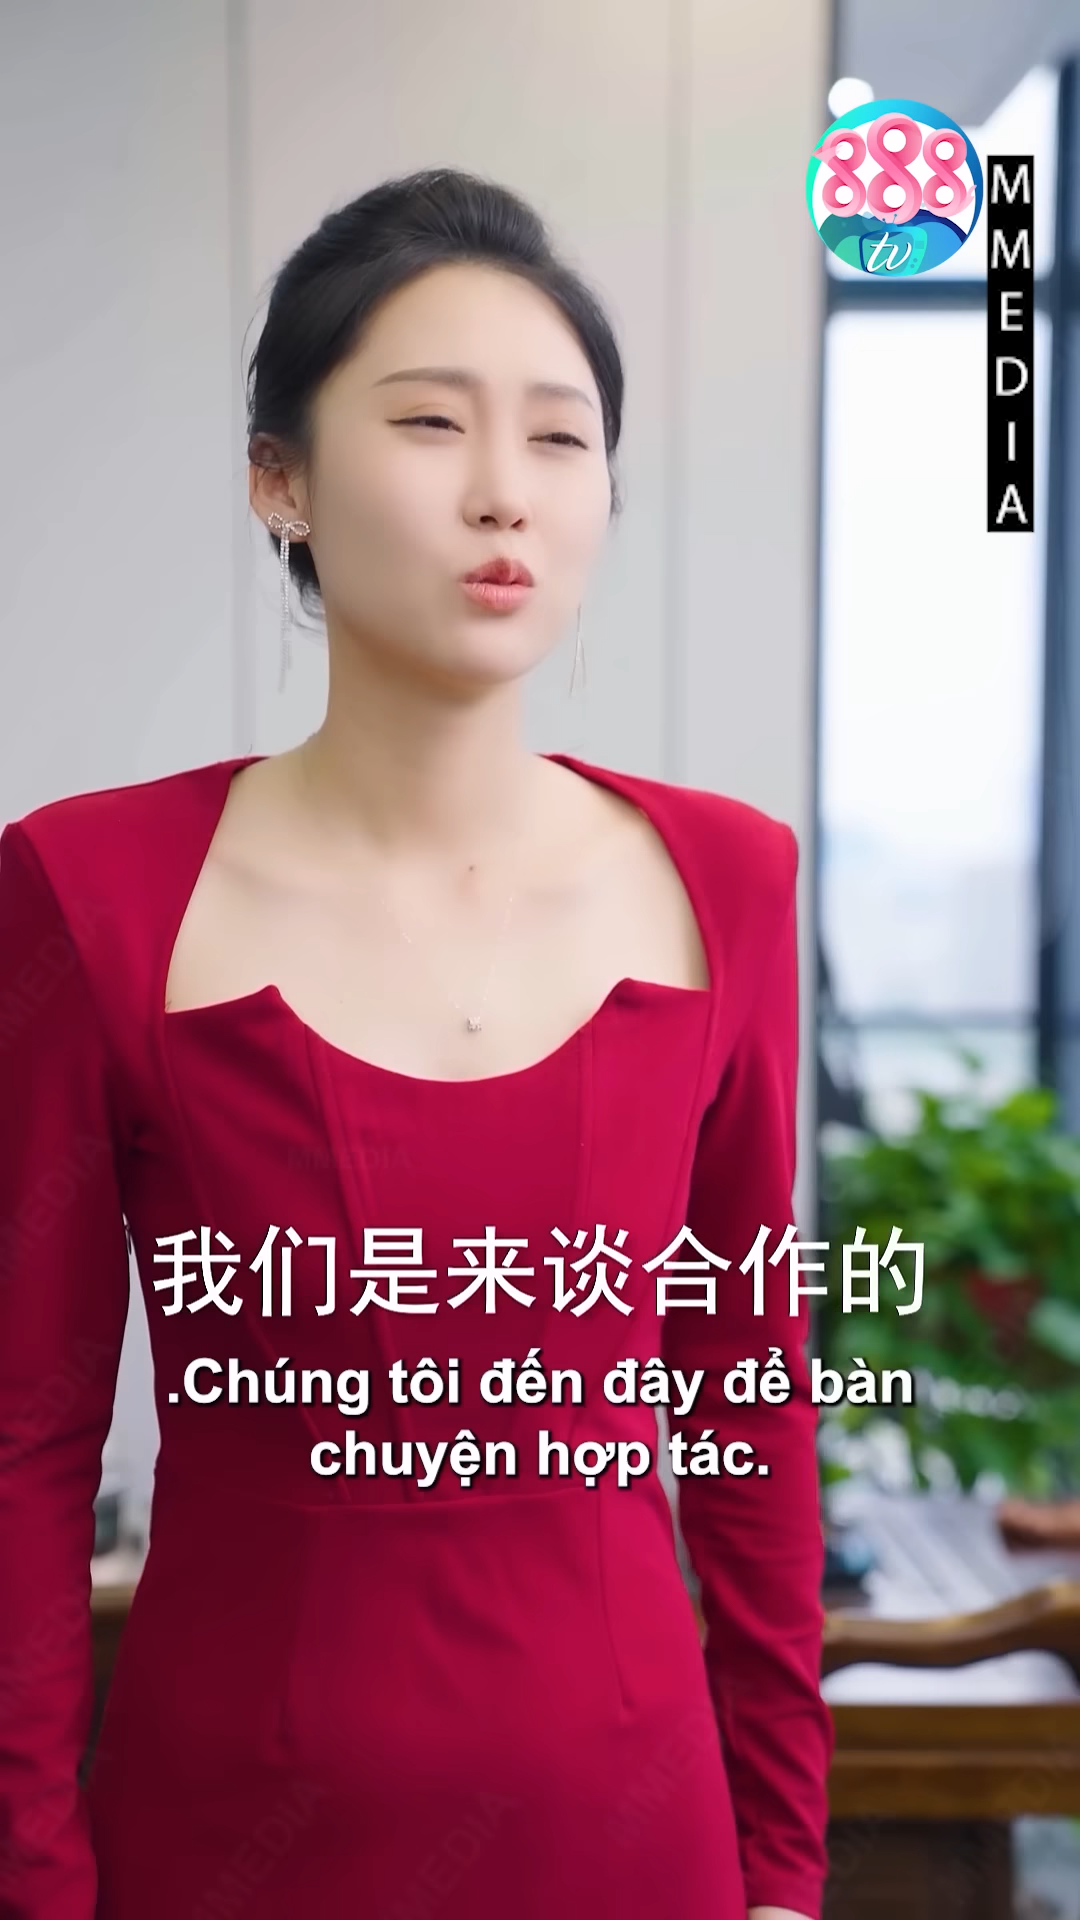 888
tv
MMEDIA
我们是来谈合作的
.Chúng tôi đến đây để bàn
chuyện hợp tác.
MMEDIA